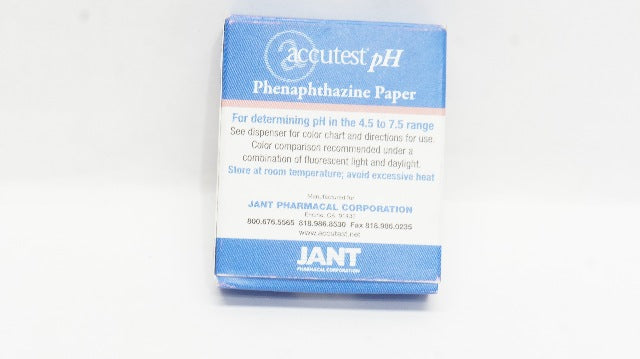 accutest® pH
Phenaphthazine Paper
For determining pH in the 4.5 to 7.5 range
See dispenser for color chart and directions for use.
Color comparison recommended under a
combination of fluorescent light and daylight.
Store at room temperature; avoid excessive heat
Manufactured for
JANT PHARMACAL CORPORATION
Encino, CA
800.676.5565 818.986.8530 Fax 818.986.0235
www.accutest.net
JANT
PHARMACAL CORPORATION